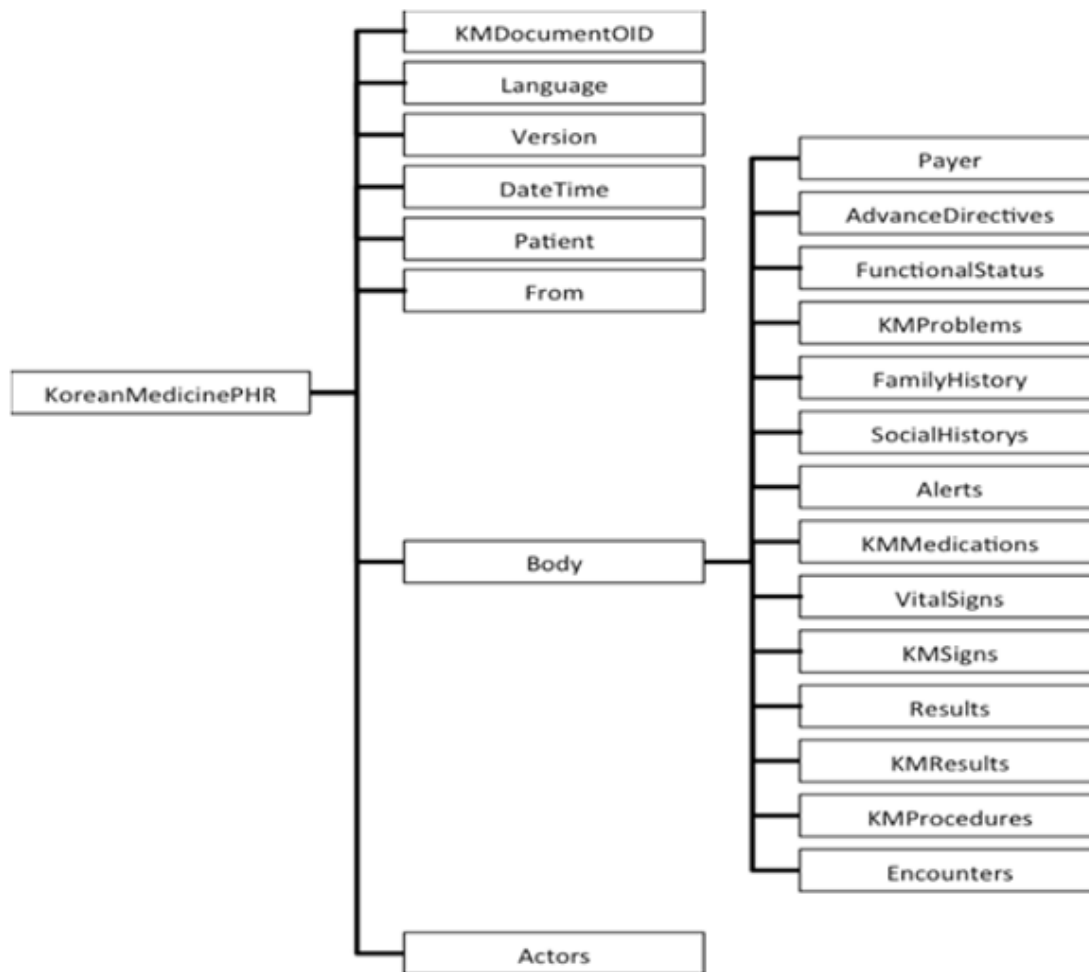 KMDocumentOID
Language
Version
DateTime
Patient
From
KoreanMedicinePHR
Body
Actors
Payer
AdvanceDirectives
FunctionalStatus
KMProblems
FamilyHistory
SocialHistorys
Alerts
KMMedications
VitalSigns
KMSigns
Results
KMResults
KMProcedures
Encounters